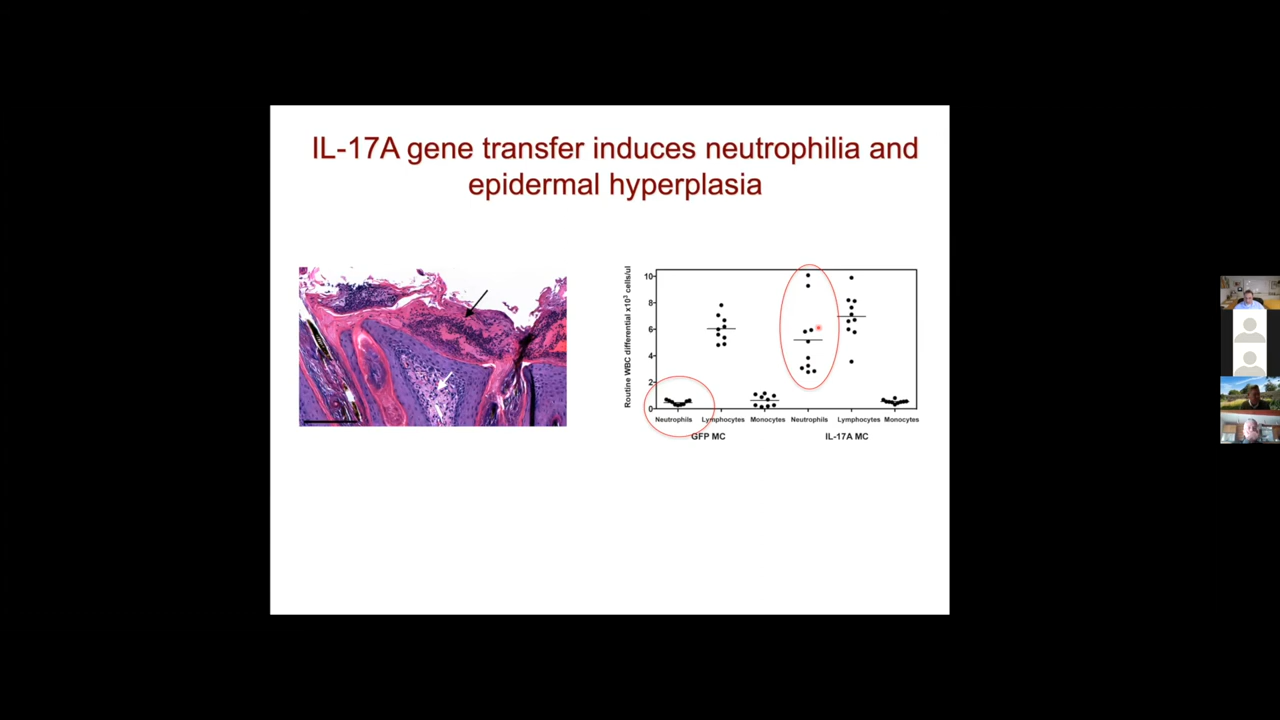 IL-17A gene transfer induces neutrophilia and
epidermal hyperplasia
Routine WBC differential x10³ cells/ul
10
8
6
4
2
0
Neutrophils Lymphocytes Monocytes Neutrophils Lymphocytes Monocytes
GFP MC IL-17A MC